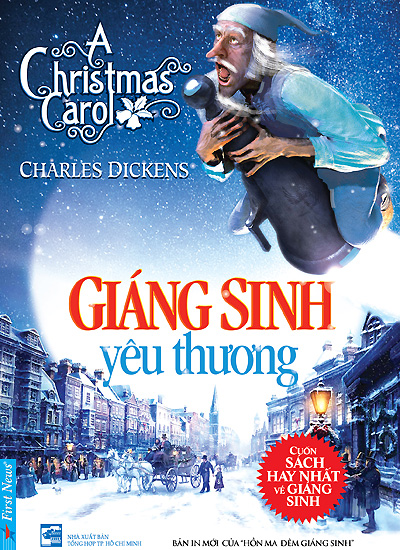 A
CHRISTMAS
CAROL
CHARLES DICKENS
GIÁNG SINH
yêu thương
CUỐN
SÁCH
HAY NHẤT
VỀ GIÁNG
SINH
First News
NHÀ XUẤT BẢN
TỔNG HỢP TP. HỒ CHÍ MINH
BẢN IN MỚI CỦA "HỒN MA ĐÊM GIÁNG SINH"